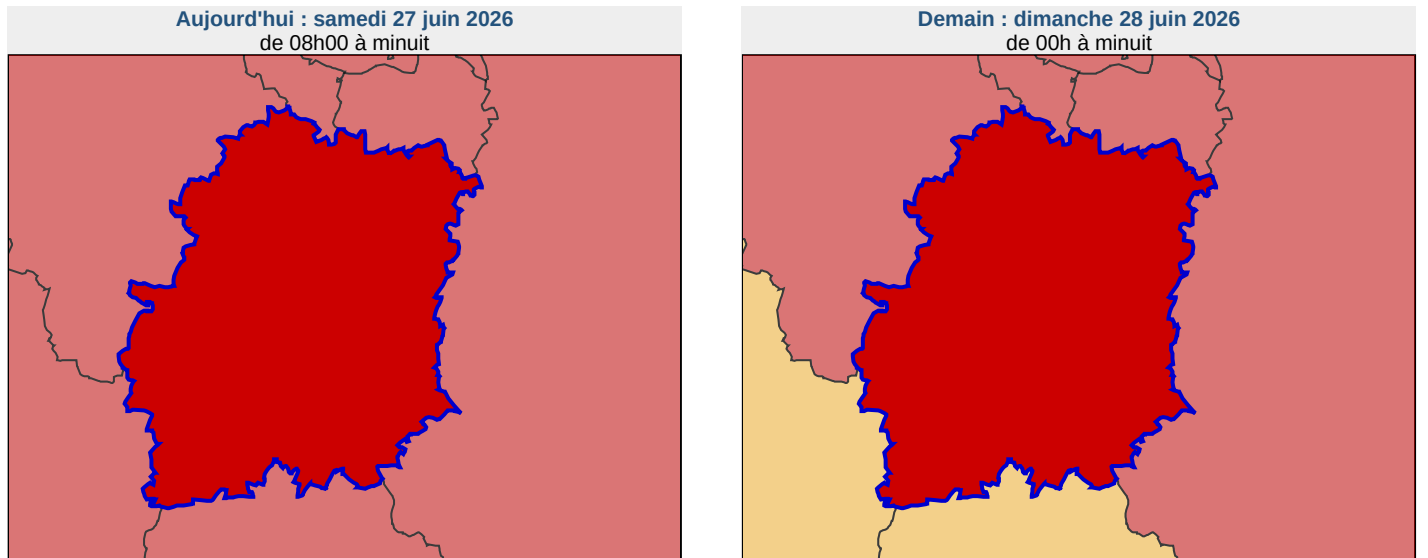 Aujourd'hui : samedi 27 juin 2026
de 08h00 à minuit
Demain : dimanche 28 juin 2026
de 00h à minuit